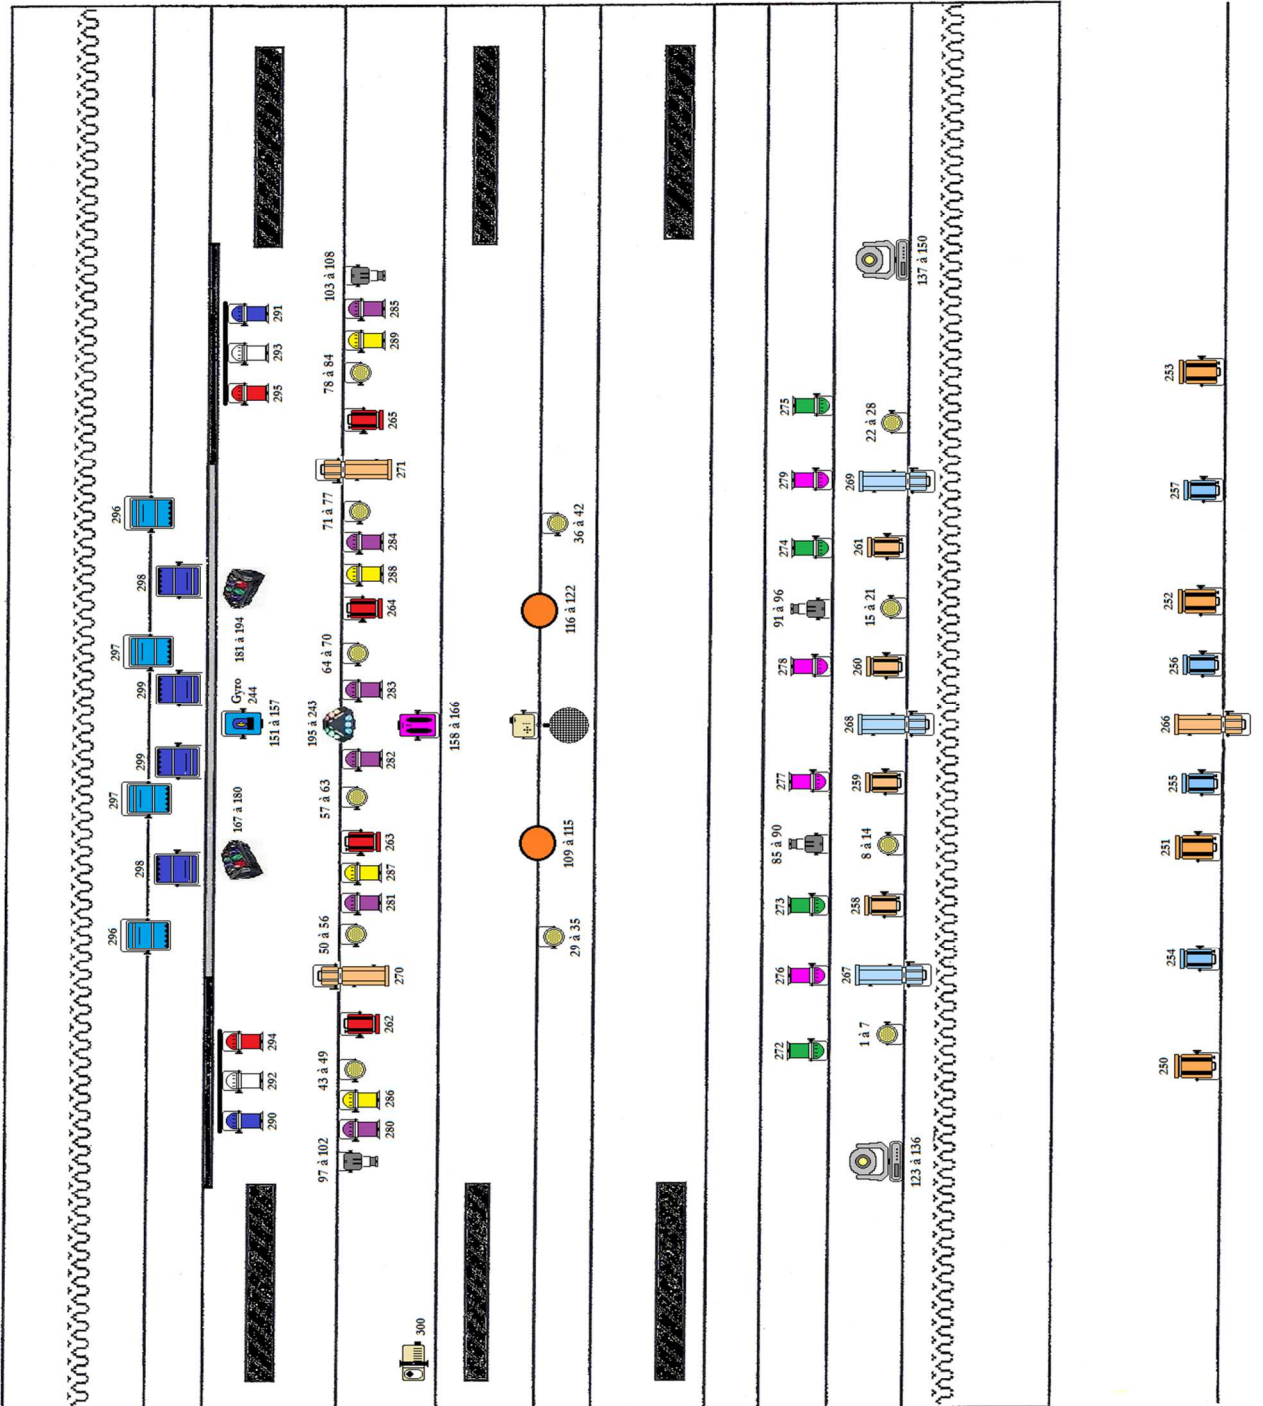 296 297 297 296
298 299 299 298
167 à 180 Gyro 181 à 194
244
290 292 294 151 à 157 295 293 291
97 à 102 43 à 49 50 à 56 57 à 63 195 à 243 64 à 70 71 à 77 78 à 84 103 à 108
280 286 262 270 281 287 263 282 283 264 288 284 271 265 289 285
300 158 à 166
109 à 115 116 à 122
29 à 35 36 à 42
272 276 273 85 à 90 277 278 91 à 96 274 279 275
1 à 7 267 258 8 à 14 259 268 260 15 à 21 261 269 22 à 28
123 à 136 137 à 150
250 254 251 255 266 256 252 257 253